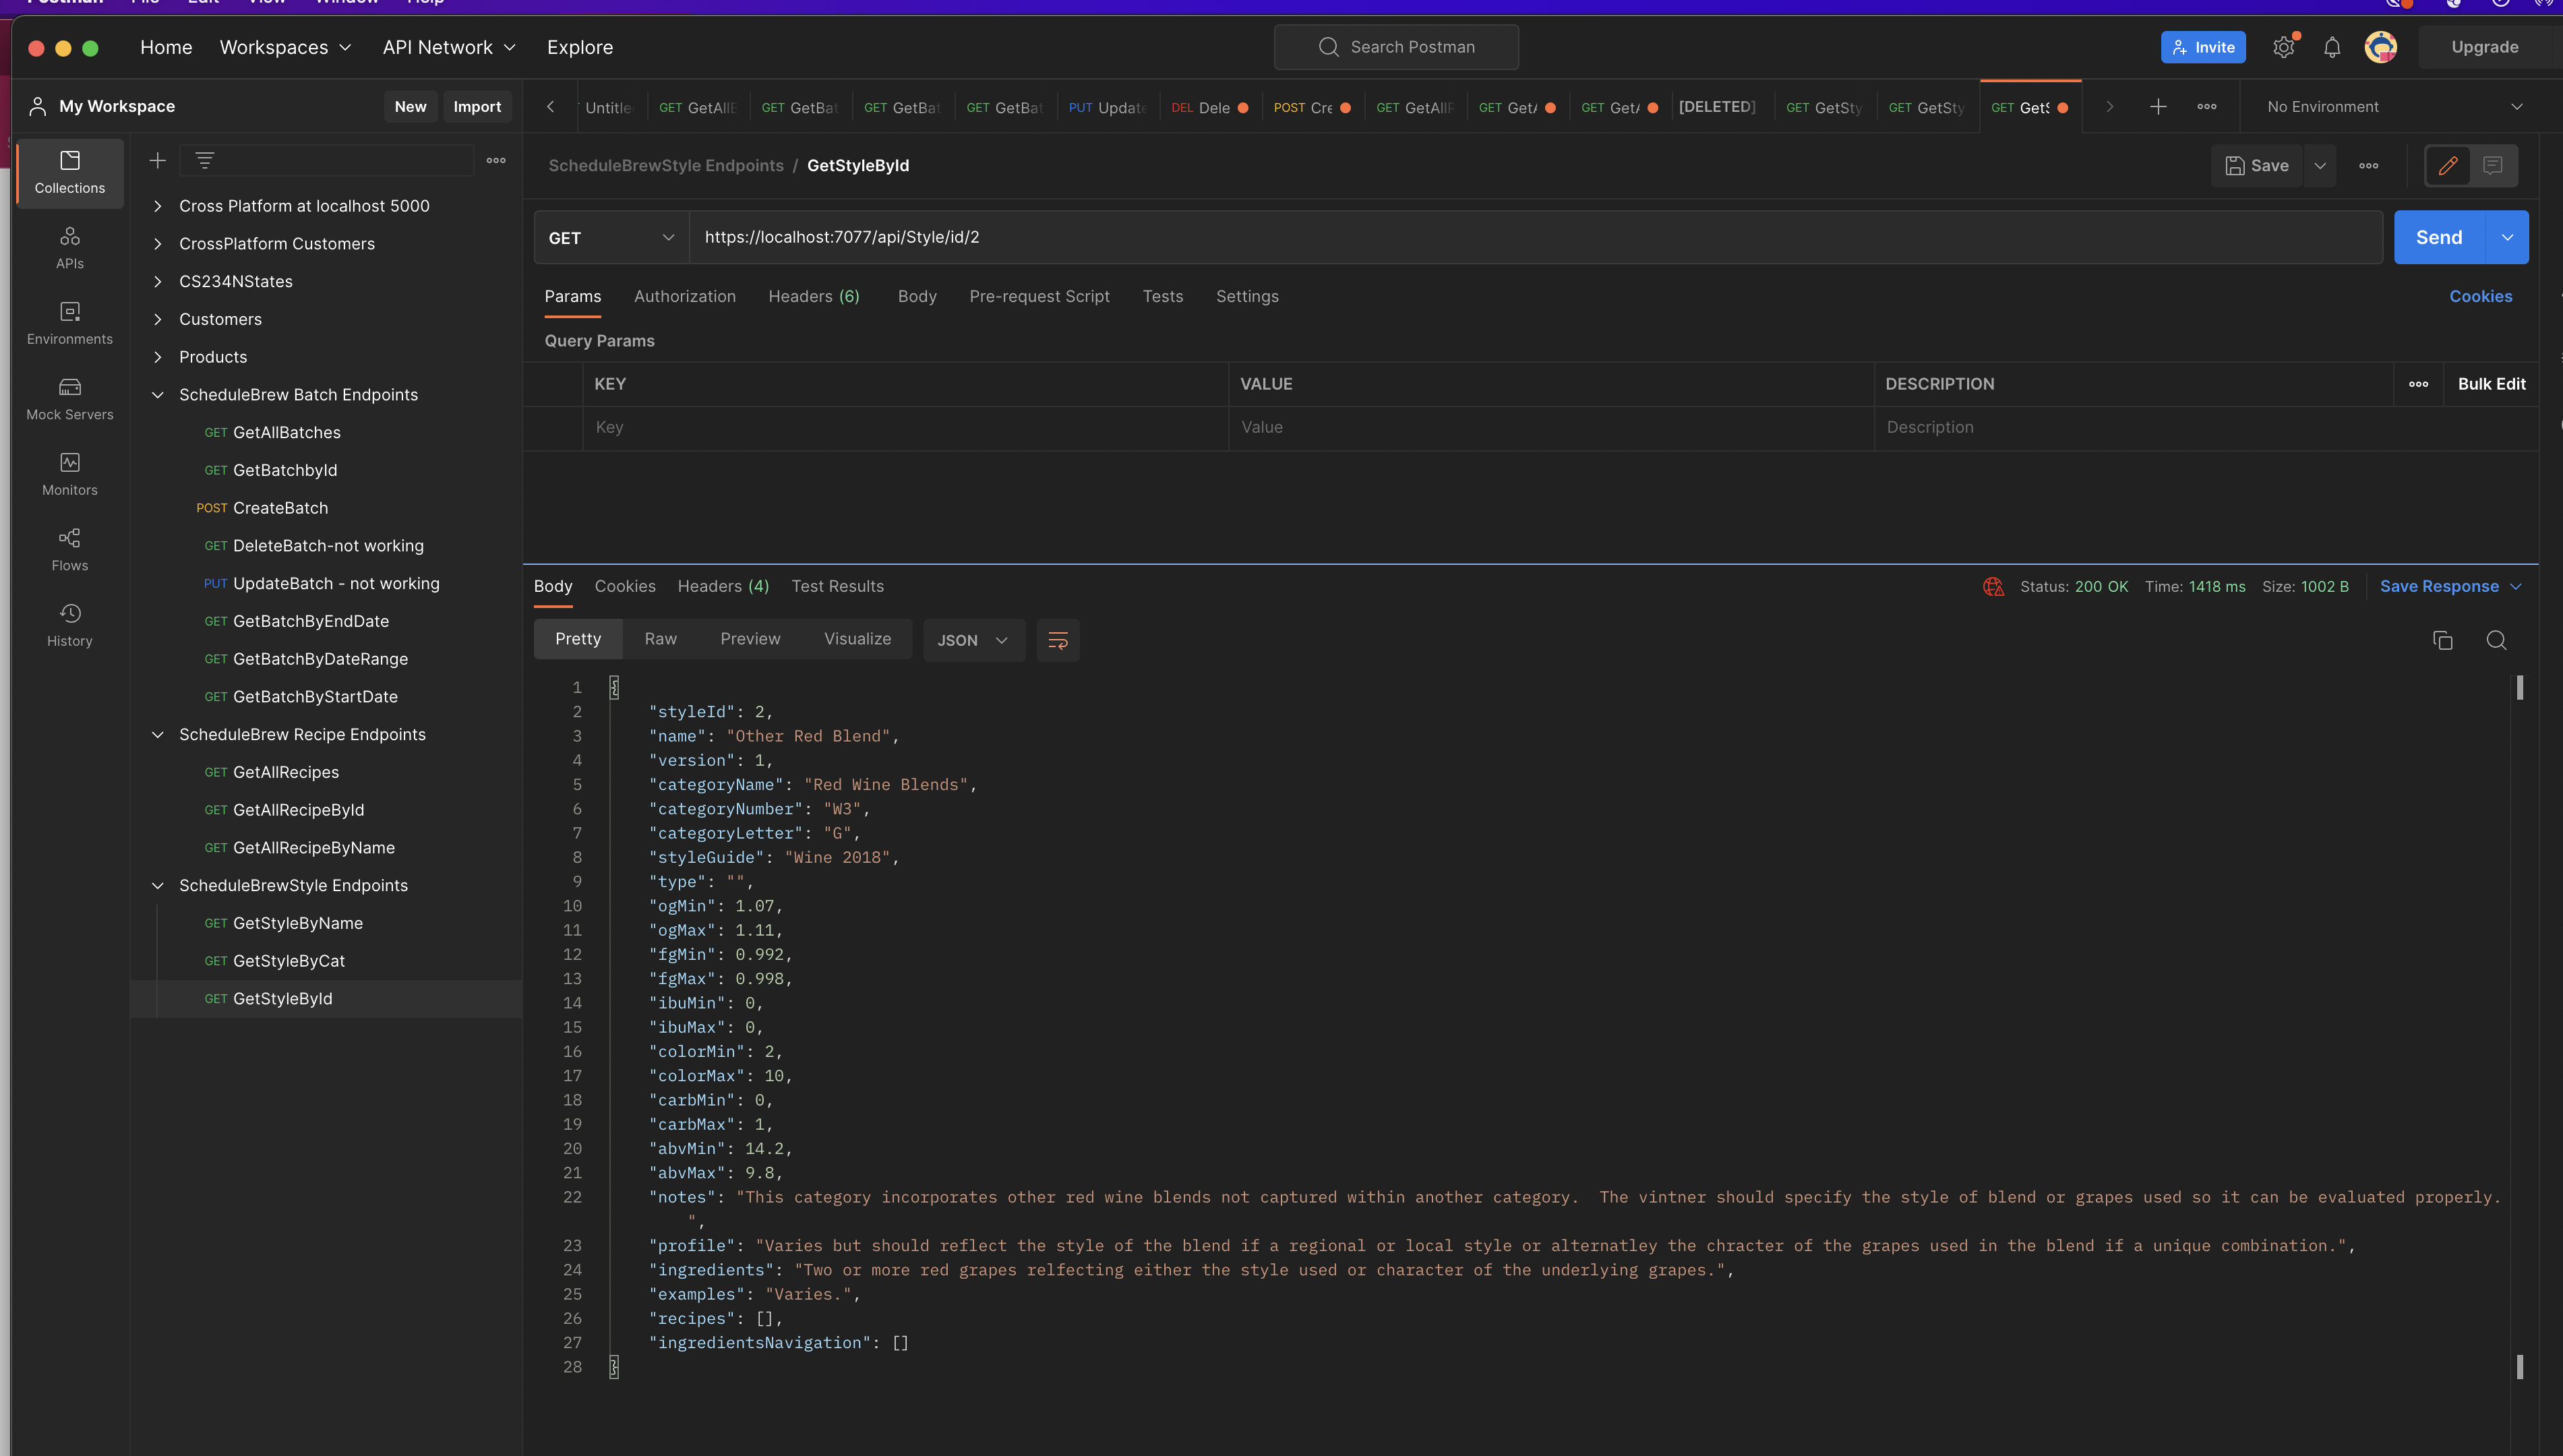 Postman File Edit View Window Help
Home Workspaces API Network Explore
Search Postman
Invite
Upgrade
My Workspace
New Import
GET GetAllE
GET GetBat
GET GetBat
GET GetBat
PUT Update
DEL Dele
POST Cre
GET GetAllF
GET GetA
GET GetA
[DELETED]
GET GetSty
GET GetSty
GET GetS
No Environment
Collections
APIs
Environments
Mock Servers
Monitors
Flows
History
Cross Platform at localhost 5000
CrossPlatform Customers
CS234NStates
Customers
Products
ScheduleBrew Batch Endpoints
GET GetAllBatches
GET GetBatchbyId
POST CreateBatch
GET DeleteBatch-not working
PUT UpdateBatch - not working
GET GetBatchByEndDate
GET GetBatchByDateRange
GET GetBatchByStartDate
ScheduleBrew Recipe Endpoints
GET GetAllRecipes
GET GetAllRecipeById
GET GetAllRecipeByName
ScheduleBrewStyle Endpoints
GET GetStyleByName
GET GetStyleByCat
GET GetStyleById
ScheduleBrewStyle Endpoints / GetStyleById
Save
GET
https://localhost:7077/api/Style/id/2
Send
Params Authorization Headers (6) Body Pre-request Script Tests Settings
Cookies
Query Params
KEY VALUE DESCRIPTION Bulk Edit
Key Value Description
Body Cookies Headers (4) Test Results
Status: 200 OK Time: 1418 ms Size: 1002 B Save Response
Pretty Raw Preview Visualize JSON
1 {
2 "styleId": 2,
3 "name": "Other Red Blend",
4 "version": 1,
5 "categoryName": "Red Wine Blends",
6 "categoryNumber": "W3",
7 "categoryLetter": "G",
8 "styleGuide": "Wine 2018",
9 "type": "",
10 "ogMin": 1.07,
11 "ogMax": 1.11,
12 "fgMin": 0.992,
13 "fgMax": 0.998,
14 "ibuMin": 0,
15 "ibuMax": 0,
16 "colorMin": 2,
17 "colorMax": 10,
18 "carbMin": 0,
19 "carbMax": 1,
20 "abvMin": 14.2,
21 "abvMax": 9.8,
22 "notes": "This category incorporates other red wine blends not captured within another category.  The vintner should specify the style of blend or grapes used so it can be evaluated properly.
",
23 "profile": "Varies but should reflect the style of the blend if a regional or local style or alternatley the chracter of the grapes used in the blend if a unique combination.",
24 "ingredients": "Two or more red grapes relfecting either the style used or character of the underlying grapes.",
25 "examples": "Varies.",
26 "recipes": [],
27 "ingredientsNavigation": []
28 }